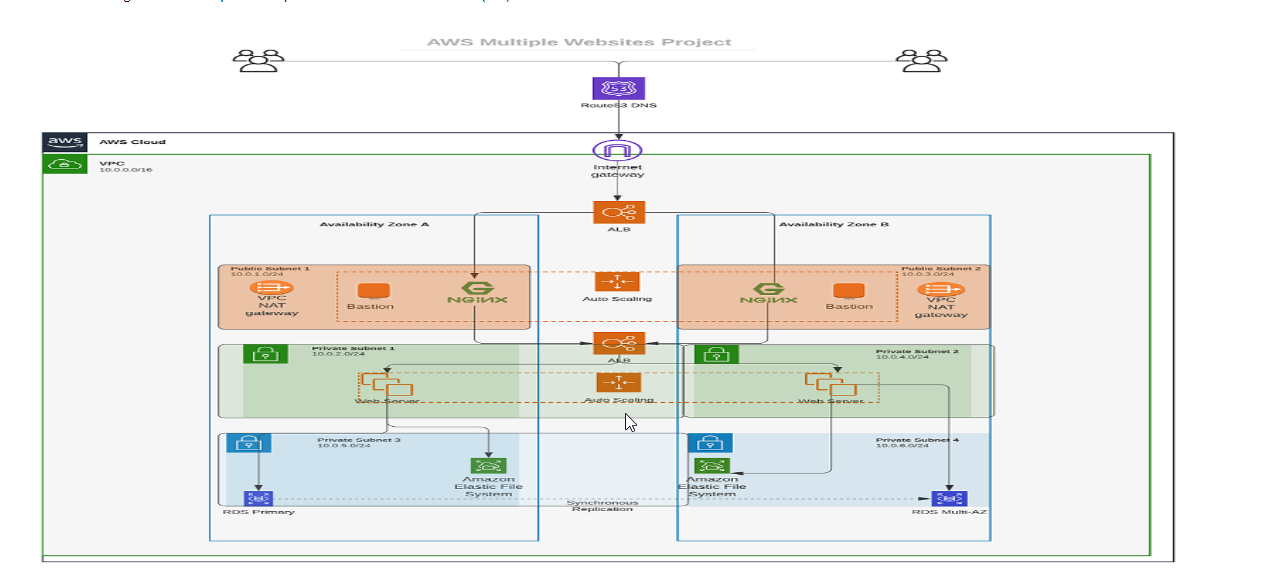 AWS Multiple Websites Project
Route53 DNS
aws
AWS Cloud
VPC
10.0.0.0/16
Internet
gateway
ALB
Availability Zone A
Availability Zone B
Public Subnet 1
10.0.1.0/24
VPC
NAT
gateway
Bastion
NGINX
Auto Scaling
NGINX
Bastion
Public Subnet 2
10.0.3.0/24
VPC
NAT
gateway
ALB
Private Subnet 1
10.0.2.0/24
Private Subnet 2
10.0.4.0/24
Web Server
Auto Scaling
Web Server
Private Subnet 3
10.0.5.0/24
Private Subnet 4
10.0.6.0/24
Amazon
Elastic File
System
Amazon
Elastic File
System
RDS Primary
Synchronous
Replication
RDS Multi-AZ